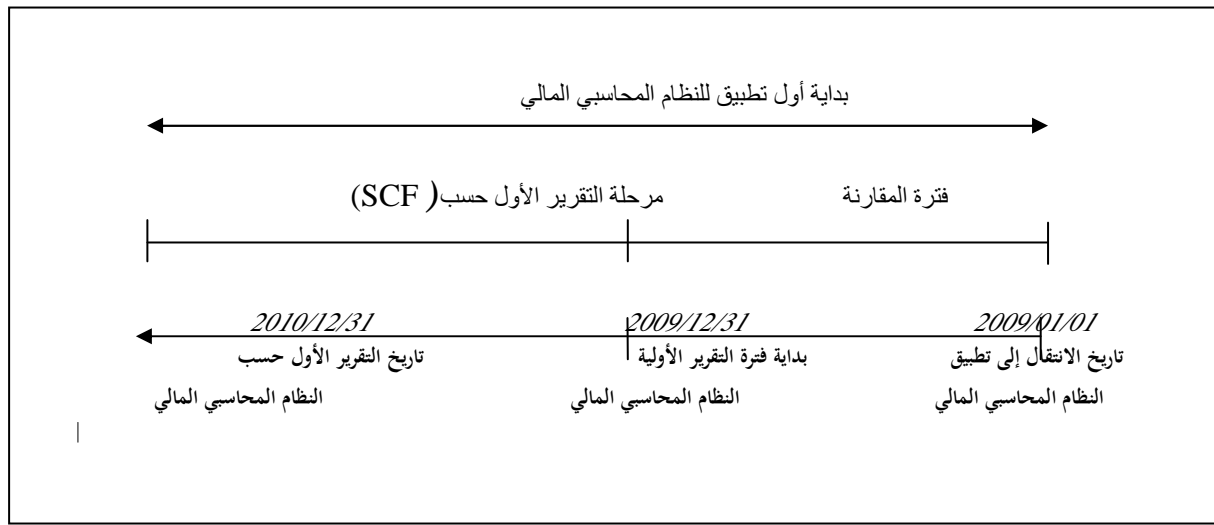 بداية أول تطبيق للنظام المحاسبي المالي
فترة المقارنة مرحلة التقرير الأول حسب( SCF)
2009/01/01 2009/12/31 2010/12/31
تاريخ الانتقال إلى تطبيق بداية فترة التقرير الأولية تاريخ التقرير الأول حسب
النظام المحاسبي المالي النظام المحاسبي المالي النظام المحاسبي المالي